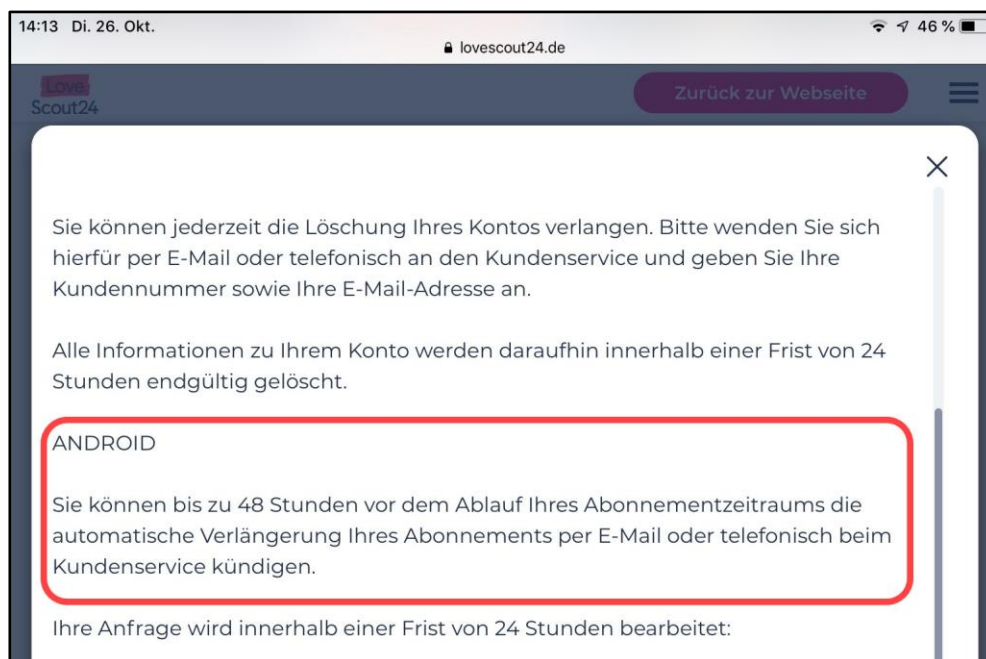 14:13 Di. 26. Okt.
46 %
lovescout24.de
Love
Scout24
Zurück zur Webseite
Sie können jederzeit die Löschung Ihres Kontos verlangen. Bitte wenden Sie sich
hierfür per E-Mail oder telefonisch an den Kundenservice und geben Sie Ihre
Kundennummer sowie Ihre E-Mail-Adresse an.
Alle Informationen zu Ihrem Konto werden daraufhin innerhalb einer Frist von 24
Stunden endgültig gelöscht.
ANDROID
Sie können bis zu 48 Stunden vor dem Ablauf Ihres Abonnementzeitraums die
automatische Verlängerung Ihres Abonnements per E-Mail oder telefonisch beim
Kundenservice kündigen.
Ihre Anfrage wird innerhalb einer Frist von 24 Stunden bearbeitet: